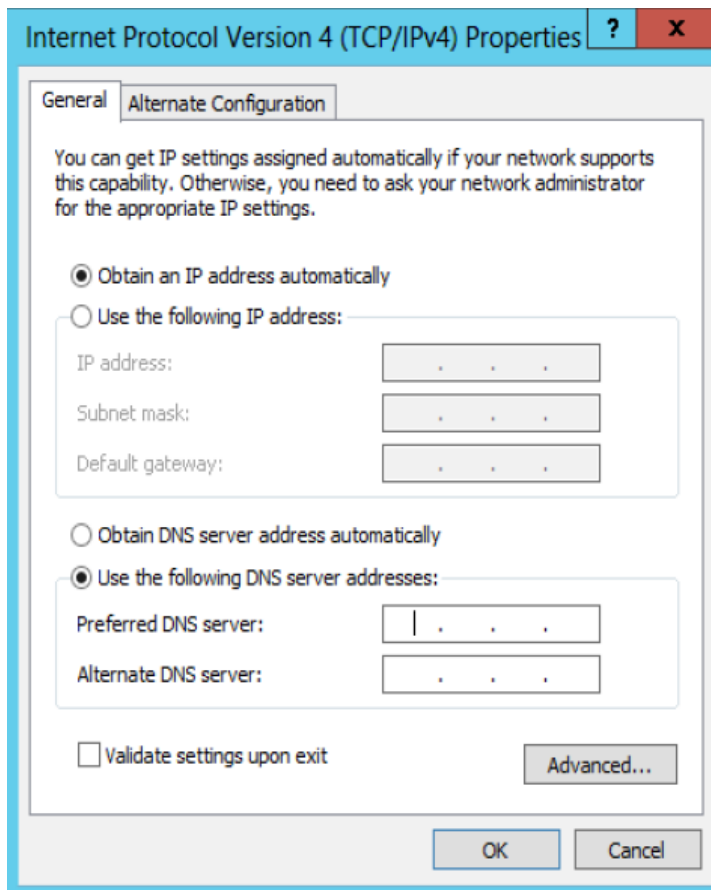 Internet Protocol Version 4 (TCP/IPv4) Properties ? x
General Alternate Configuration
You can get IP settings assigned automatically if your network supports
this capability. Otherwise, you need to ask your network administrator
for the appropriate IP settings.
Obtain an IP address automatically
Use the following IP address:
IP address: . . .
Subnet mask: . . .
Default gateway: . . .
Obtain DNS server address automatically
Use the following DNS server addresses:
Preferred DNS server: . . .
Alternate DNS server: . . .
Validate settings upon exit
Advanced...
OK Cancel